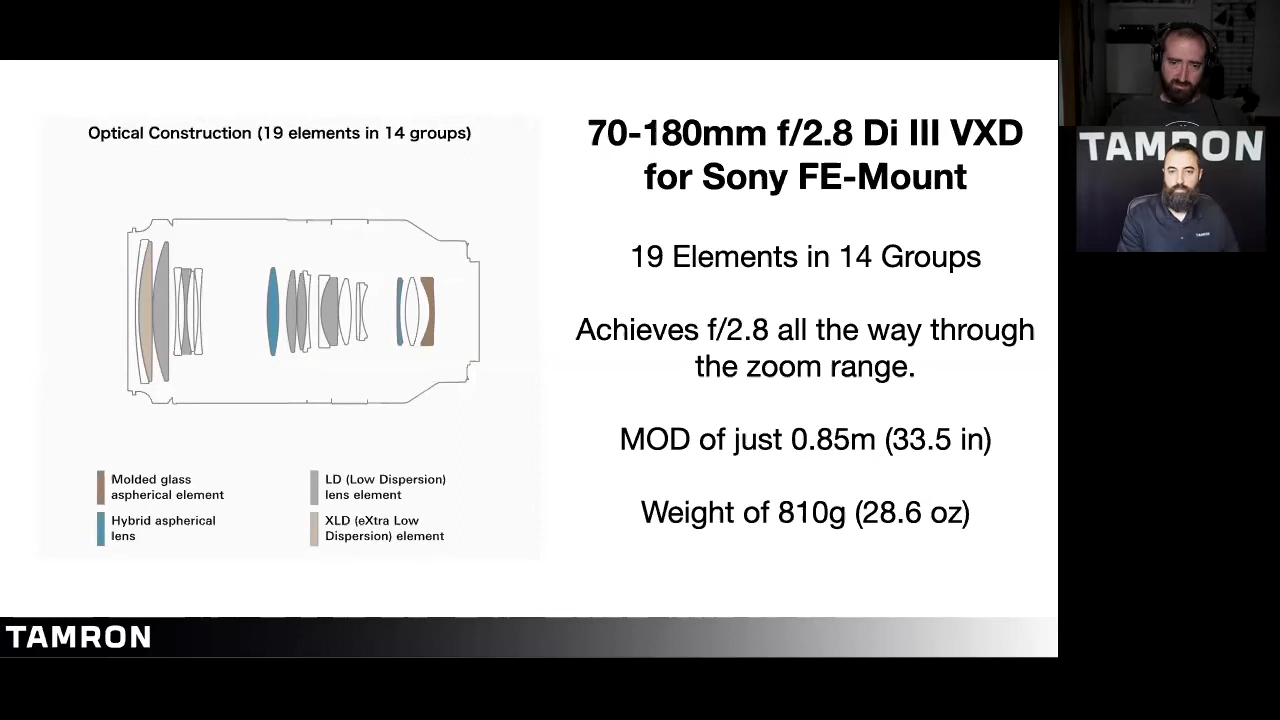 Optical Construction (19 elements in 14 groups)
Molded glass
aspherical element
Hybrid aspherical
lens
LD (Low Dispersion)
lens element
XLD (eXtra Low
Dispersion) element
70-180mm f/2.8 Di III VXD
for Sony FE-Mount
19 Elements in 14 Groups
Achieves f/2.8 all the way through
the zoom range.
MOD of just 0.85m (33.5 in)
Weight of 810g (28.6 oz)
TAMRON
TAMRON
TAMRON